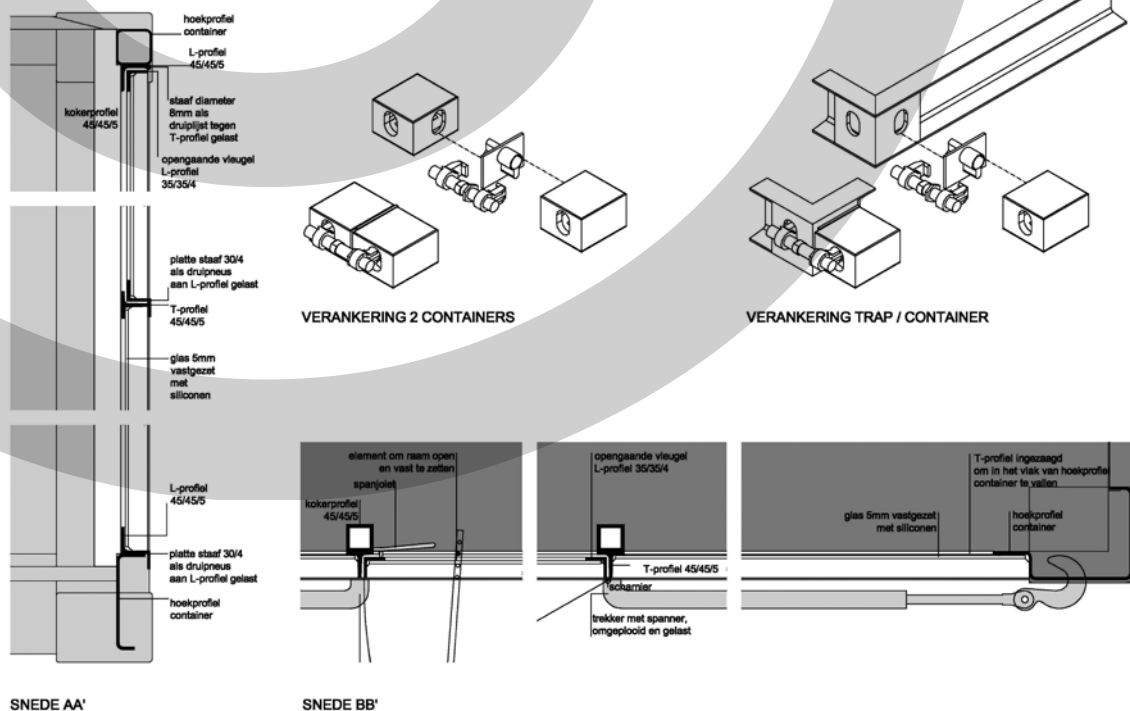 hoekprofiel
container
L-profiel
45/45/5
kokerprofiel
45/45/5
staaf diameter
8mm als
druiplijst tegen
T-profiel gelast
opengaande vleugel
L-profiel
35/35/4
platte staaf 30/4
als druipneus
aan L-profiel gelast
T-profiel
45/45/5
glas 5mm
vastgezet
met
siliconen
L-profiel
45/45/5
platte staaf 30/4
als druipneus
aan L-profiel gelast
hoekprofiel
container
SNEDE AA'
VERANKERING 2 CONTAINERS
VERANKERING TRAP / CONTAINER
element om raam open
en vast te zetten
spanjolet
kokerprofiel
45/45/5
opengaande vleugel
L-profiel 35/35/4
T-profiel 45/45/5
scharnier
trekker met spanner,
omgeplooid en gelast
T-profiel ingezaagd
om in het vlak van hoekprofiel
container te vallen
glas 5mm vastgezet
met siliconen
hoekprofiel
container
SNEDE BB'